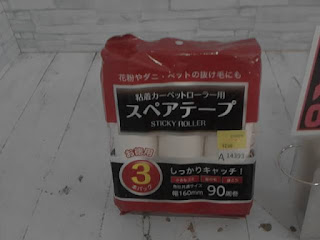 花粉やダニ・ペットの抜け毛にも
粘着カーペットローラー用
スペアテープ
STICKY ROLLER
お徳用
3
本パック
しっかりキャッチ！
幅160mm 90周巻